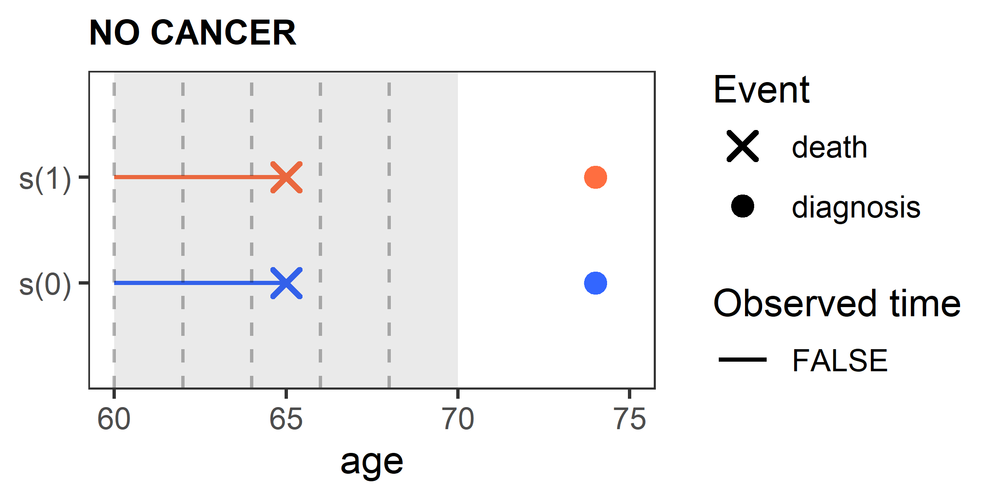 NO CANCER
s(1)
s(0)
60 65 70 75
age
Event
death
diagnosis
Observed time
FALSE